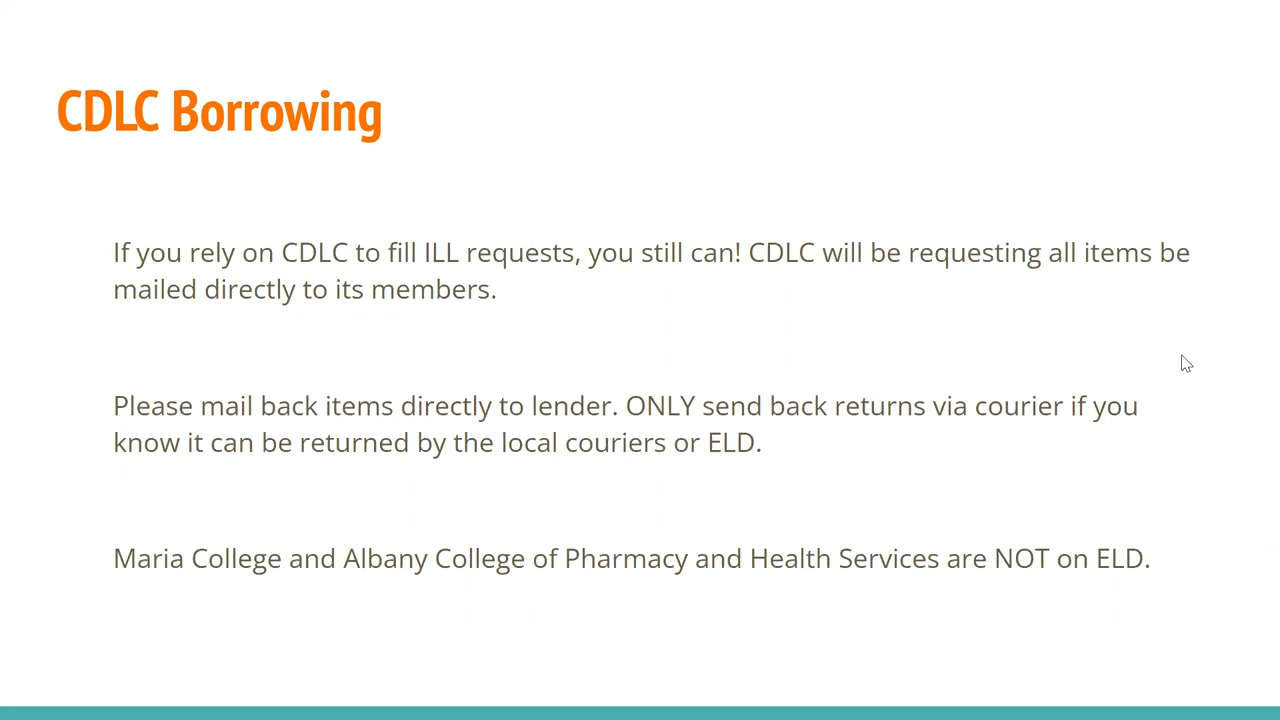 CDLC Borrowing
If you rely on CDLC to fill ILL requests, you still can! CDLC will be requesting all items be
mailed directly to its members.
Please mail back items directly to lender. ONLY send back returns via courier if you
know it can be returned by the local couriers or ELD.
Maria College and Albany College of Pharmacy and Health Services are NOT on ELD.